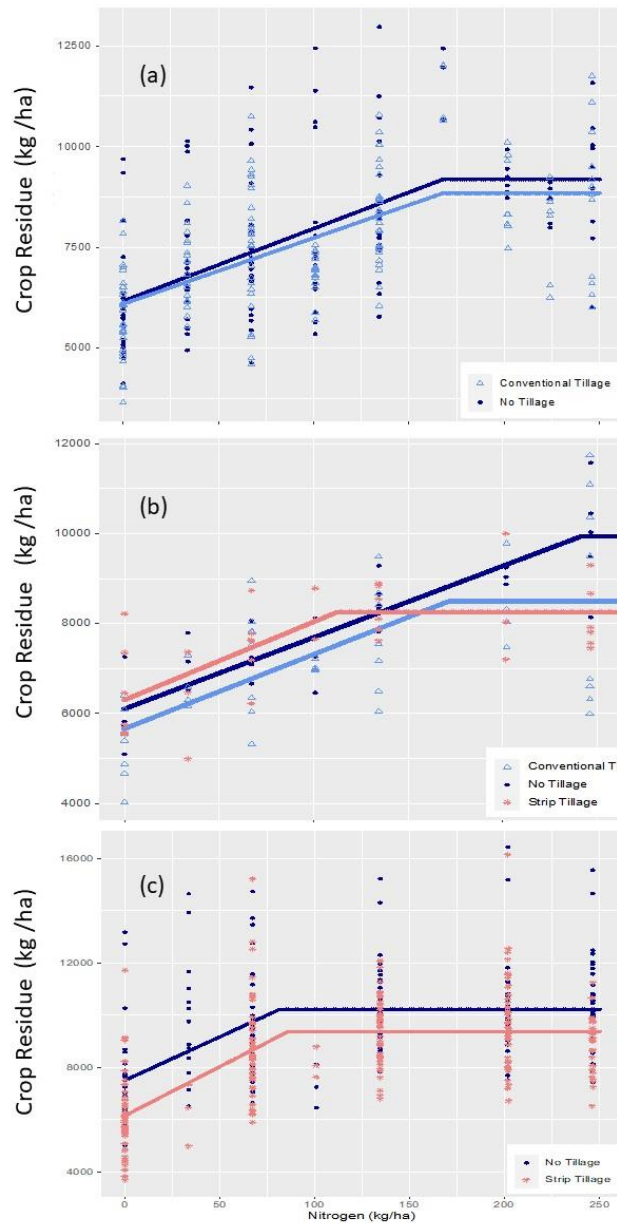 12500
(a)
10000
Crop Residue (kg /ha)
7500
5000
Conventional Tillage
No Tillage
12000
(b)
10000
Crop Residue (kg /ha)
8000
6000
Conventional T
No Tillage
4000
Strip Tillage
16000
(c)
12000
Crop Residue (kg /ha)
8000
No Tillage
4000
Strip Tillage
0 50 100 150 200 250
Nitrogen (kg/ha)